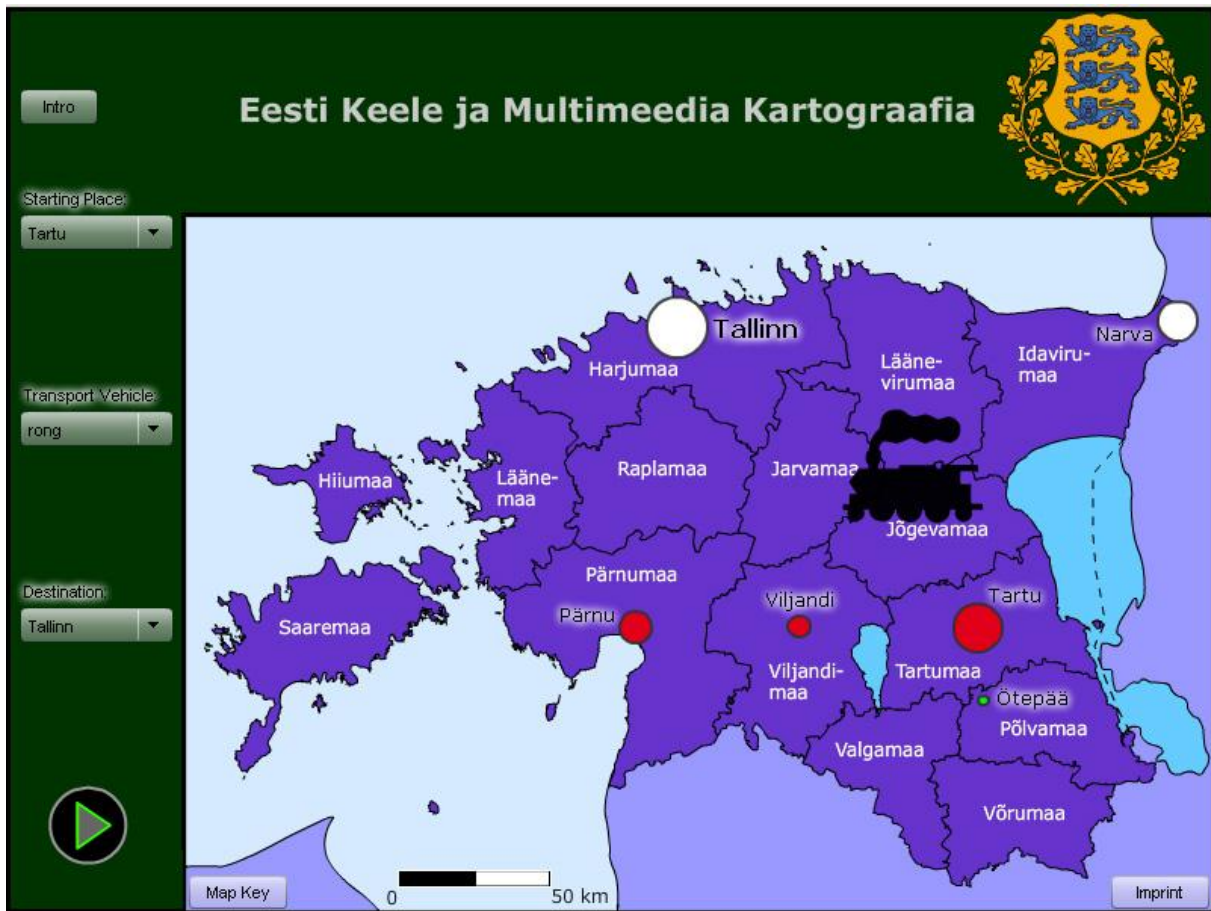 Intro
Eesti Keele ja Multimeedia Kartograafia
Starting Place:
Tartu
Transport Vehicle:
rong
Destination:
Tallinn
Tallinn
Narva
Harjumaa
Lääne-
virumaa
Idaviru-
maa
Hiiumaa
Lääne-
maa
Raplamaa
Jarvamaa
Jõgevamaa
Pärnumaa
Saaremaa
Pärnu
Viljandi
Tartu
Viljandi-
maa
Tartumaa
Ötepää
Põlvamaa
Valgamaa
Võrumaa
Map Key
0
50 km
Imprint